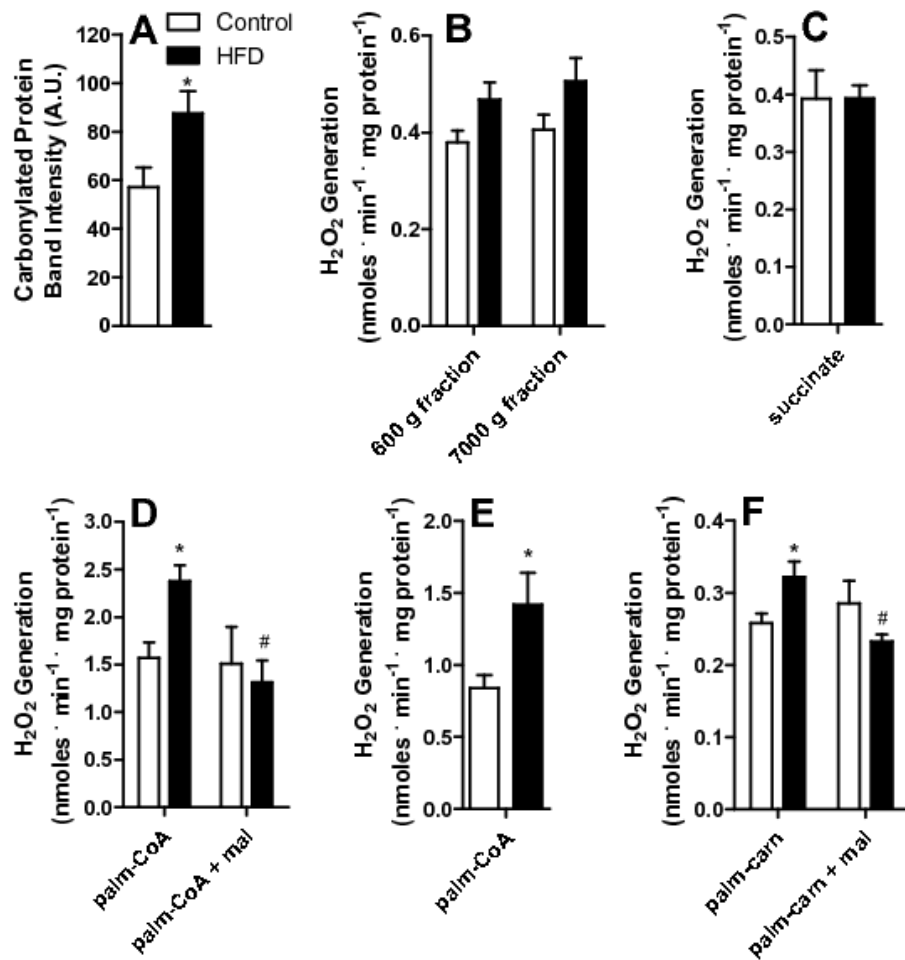 A
Control
HFD
Carbonylated Protein
Band Intensity (A.U.)
120
100
80
60
40
20
0
*
B
H₂O₂ Generation
(nmoles · min⁻¹ · mg protein⁻¹)
0.6
0.4
0.2
0.0
600 g fraction
7000 g fraction
C
H₂O₂ Generation
(nmoles · min⁻¹ · mg protein⁻¹)
0.5
0.4
0.3
0.2
0.1
0.0
succinate
D
H₂O₂ Generation
(nmoles · min⁻¹ · mg protein⁻¹)
3.0
2.5
2.0
1.5
1.0
0.5
0.0
*
#
palm-CoA
palm-CoA + mal
E
H₂O₂ Generation
(nmoles · min⁻¹ · mg protein⁻¹)
2.0
1.5
1.0
0.5
0.0
*
palm-CoA
F
H₂O₂ Generation
(nmoles · min⁻¹ · mg protein⁻¹)
0.4
0.3
0.2
0.1
0.0
*
#
palm-carn
palm-carn + mal